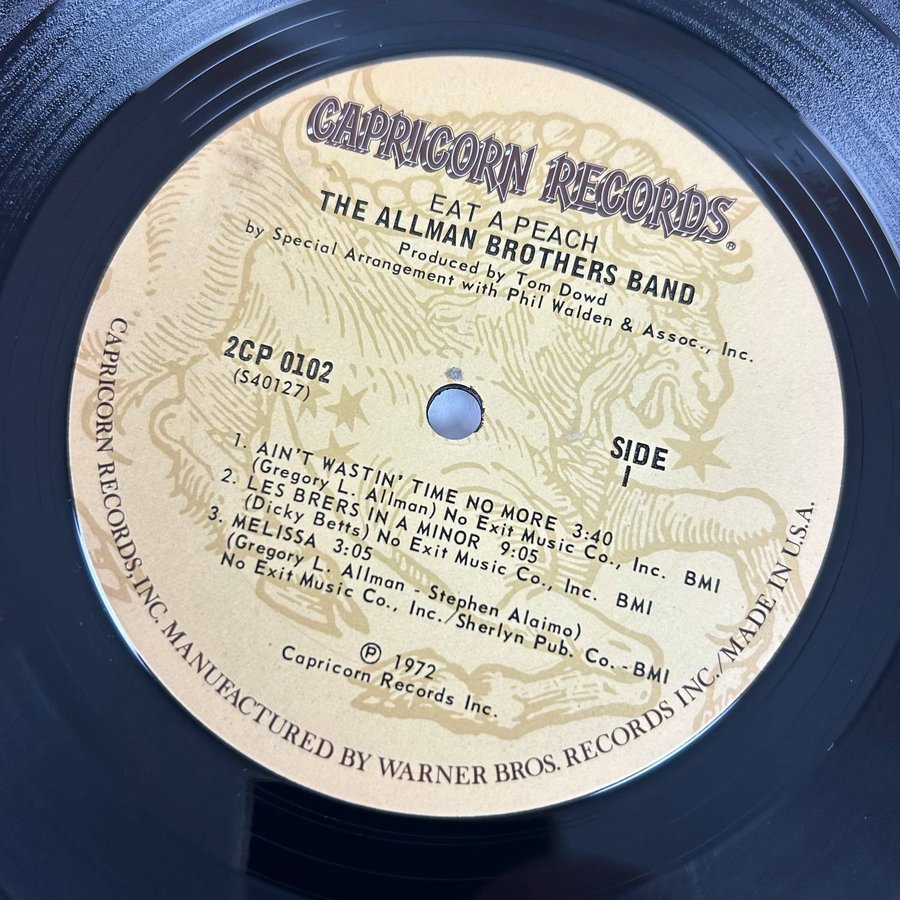 CAPRICORN RECORDS®
EAT A PEACH
THE ALLMAN BROTHERS BAND
Produced by Tom Dowd
by Special Arrangement with Phil Walden & Assoc., Inc.
2CP 0102
(S40127)
SIDE
1
1. AIN'T WASTIN' TIME NO MORE 3:40
(Gregory L. Allman) No Exit Music Co., Inc. BMI
2. LES BRERS IN A MINOR 9:05
(Dicky Betts) No Exit Music Co., Inc. BMI
3. MELISSA 3:05
(Gregory L. Allman - Stephen Alaimo)
No Exit Music Co., Inc./Sherlyn Pub. Co. - BMI
℗ 1972
Capricorn Records Inc.
CAPRICORN RECORDS, INC. MANUFACTURED BY WARNER BROS. RECORDS INC./MADE IN U.S.A.